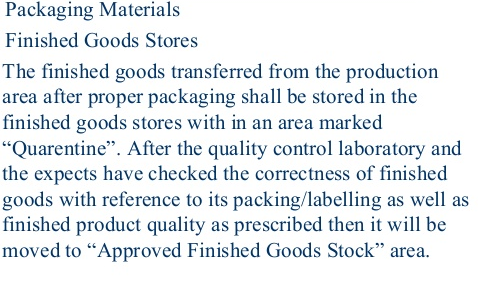 Packaging Materials
Finished Goods Stores
The finished goods transferred from the production
area after proper packaging shall be stored in the
finished goods stores with in an area marked
“Quarentine”. After the quality control laboratory and
the expects have checked the correctness of finished
goods with reference to its packing/labelling as well as
finished product quality as prescribed then it will be
moved to “Approved Finished Goods Stock” area.